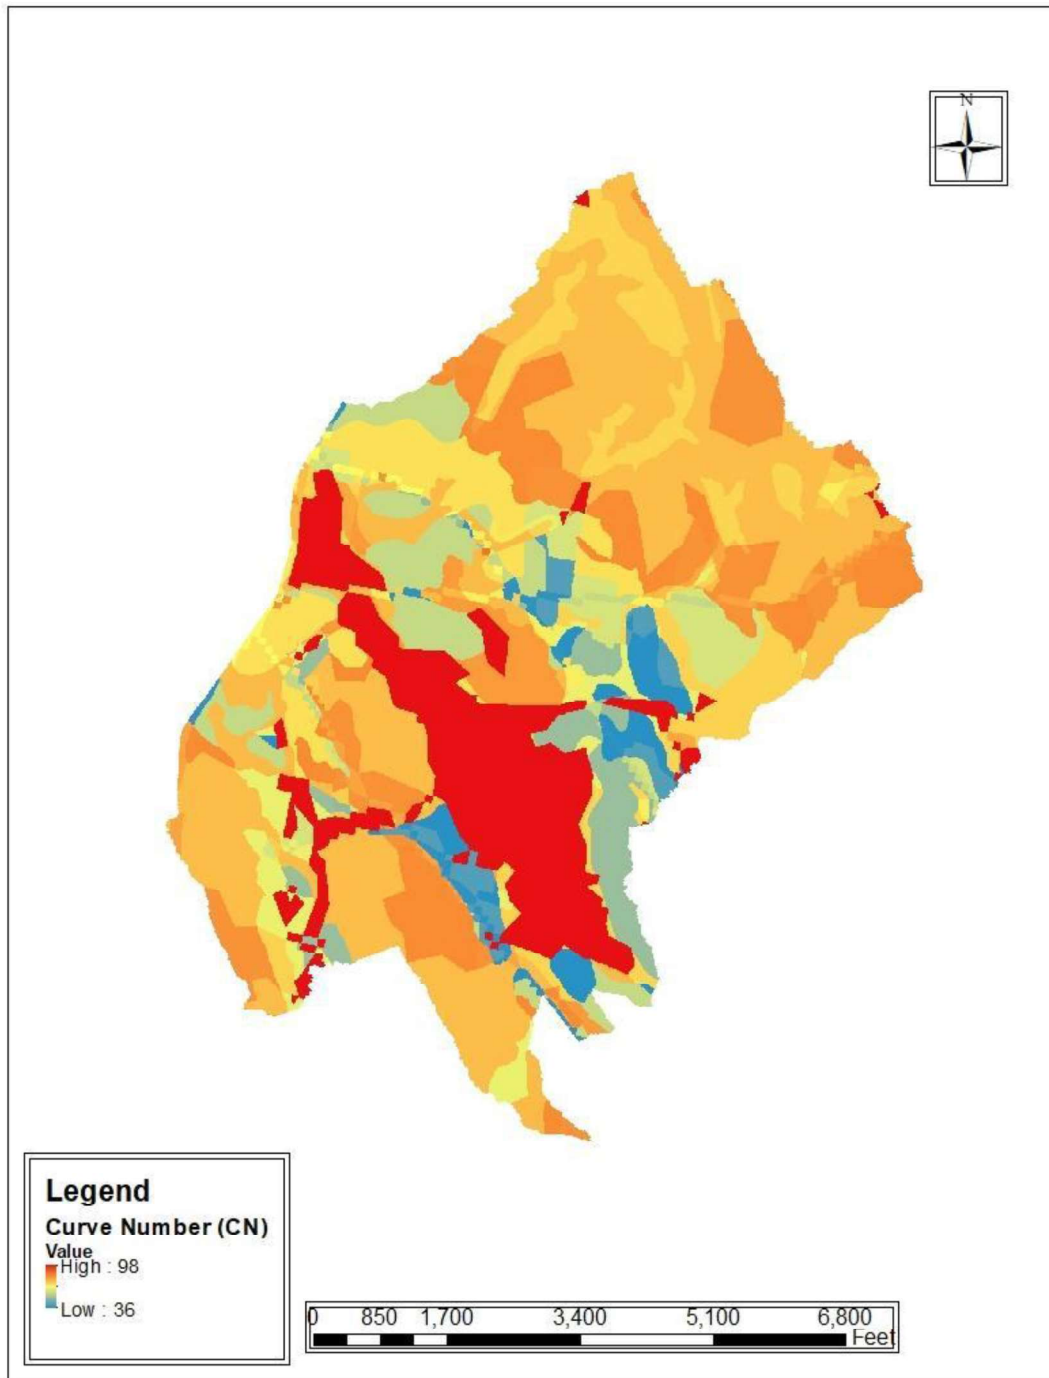 N
Legend
Curve Number (CN)
Value
High : 98
Low : 36
0 850 1,700 3,400 5,100 6,800
Feet